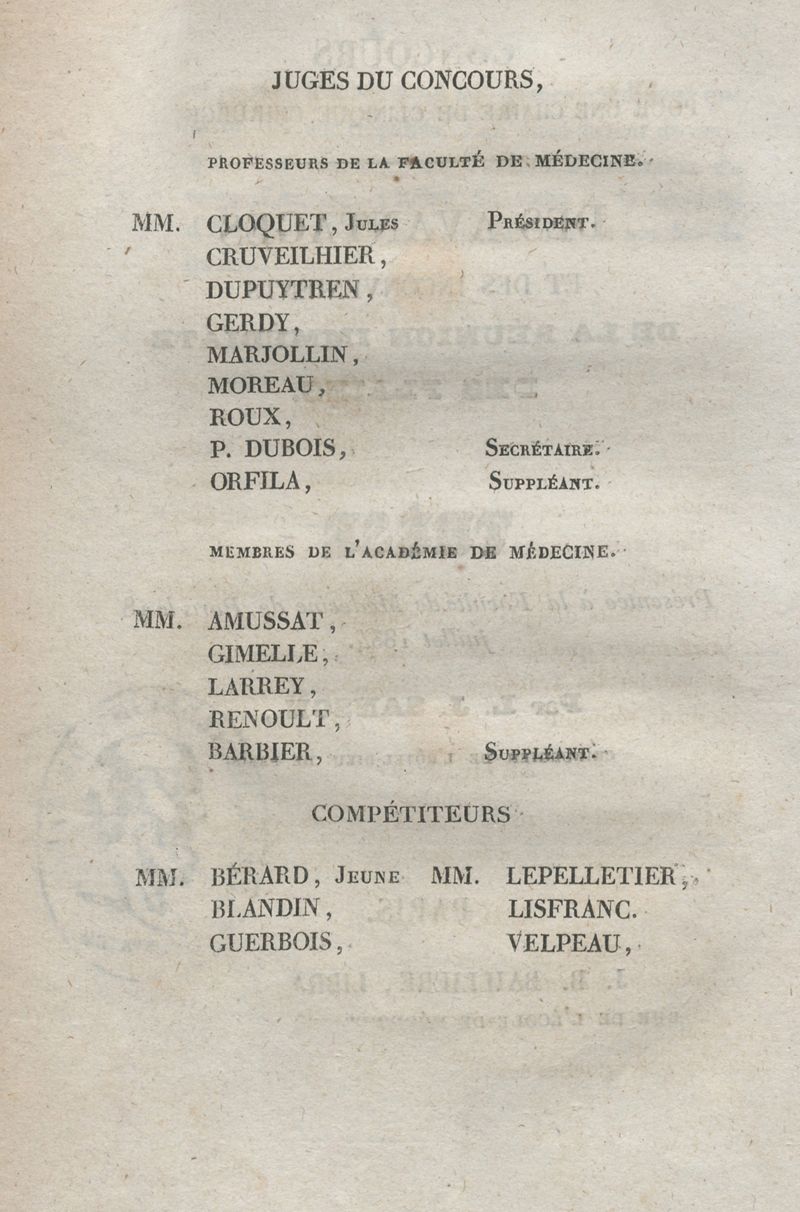 JUGES DU CONCOURS,
PROFESSEURS DE LA FACULTÉ DE MÉDECINE.
MM. CLOQUET, JULES PRÉSIDENT.
CRUVEILHIER,
DUPUYTREN,
GERDY,
MARJOLLIN,
MOREAU,
ROUX,
P. DUBOIS, SECRÉTAIRE.
ORFILA, SUPPLÉANT.
MEMBRES DE L'ACADÉMIE DE MÉDECINE.
MM. AMUSSAT,
GIMELLE,
LARREY,
RENOULT,
BARBIER, SUPPLÉANT.
COMPÉTITEURS
MM. BÉRARD, JEUNE MM. LEPELLETIER,
BLANDIN, LISFRANC.
GUERBOIS, VELPEAU,